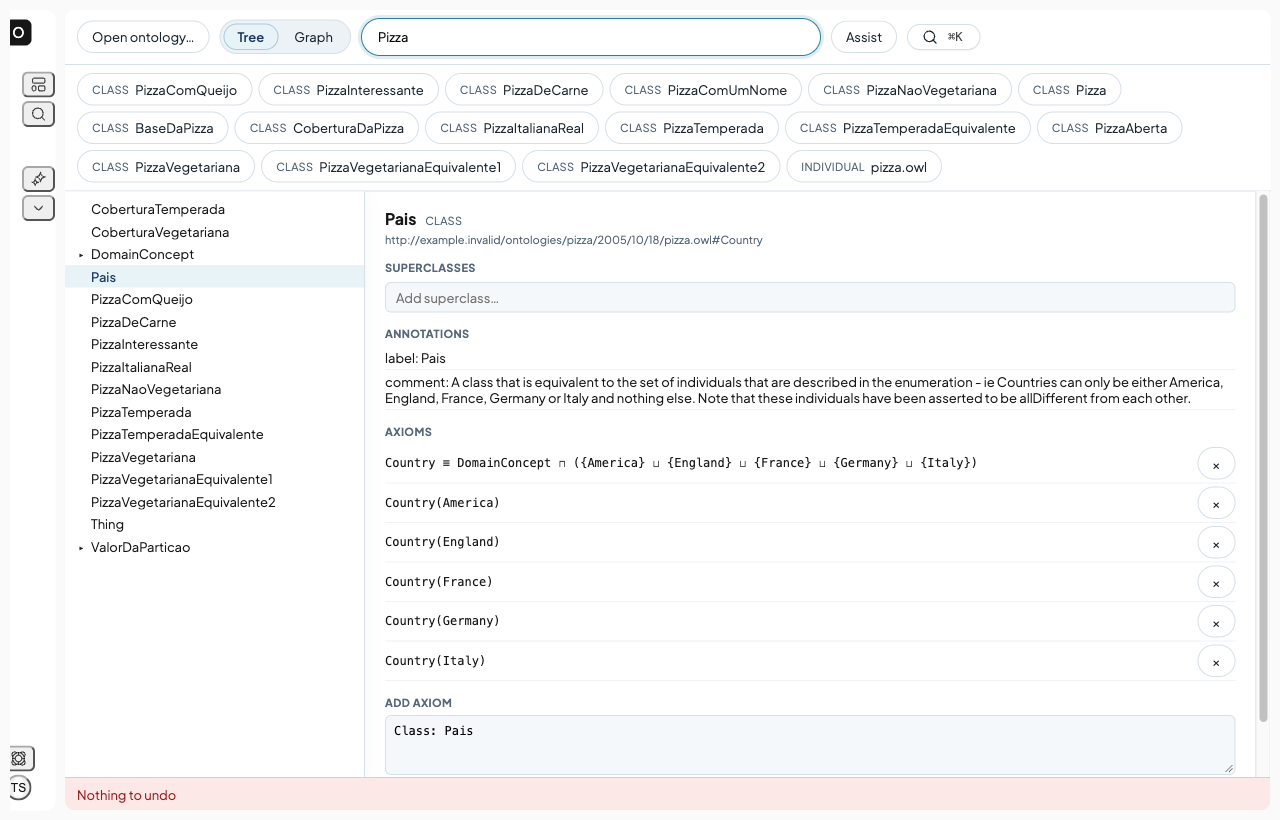 O
Open ontology...
Tree
Graph
Pizza
Assist
⌘K
CLASS PizzaComQueijo
CLASS PizzaInteressante
CLASS PizzaDeCarne
CLASS PizzaComUmNome
CLASS PizzaNaoVegetariana
CLASS Pizza
CLASS BaseDaPizza
CLASS CoberturaDaPizza
CLASS PizzaItalianaReal
CLASS PizzaTemperada
CLASS PizzaTemperadaEquivalente
CLASS PizzaAberta
CLASS PizzaVegetariana
CLASS PizzaVegetarianaEquivalente1
CLASS PizzaVegetarianaEquivalente2
INDIVIDUAL pizza.owl
CoberturaTemperada
CoberturaVegetariana
▸ DomainConcept
Pais
PizzaComQueijo
PizzaDeCarne
PizzaInteressante
PizzaItalianaReal
PizzaNaoVegetariana
PizzaTemperada
PizzaTemperadaEquivalente
PizzaVegetariana
PizzaVegetarianaEquivalente1
PizzaVegetarianaEquivalente2
Thing
▸ ValorDaParticao
Pais CLASS
http://example.invalid/ontologies/pizza/2005/10/18/pizza.owl#Country
SUPERCLASSES
Add superclass...
ANNOTATIONS
label: Pais
comment: A class that is equivalent to the set of individuals that are described in the enumeration - ie Countries can only be either America,
England, France, Germany or Italy and nothing else. Note that these individuals have been asserted to be allDifferent from each other.
AXIOMS
Country ≡ DomainConcept ⊓ ({America} ⊔ {England} ⊔ {France} ⊔ {Germany} ⊔ {Italy}) ×
Country(America) ×
Country(England) ×
Country(France) ×
Country(Germany) ×
Country(Italy) ×
ADD AXIOM
Class: Pais
TS
Nothing to undo